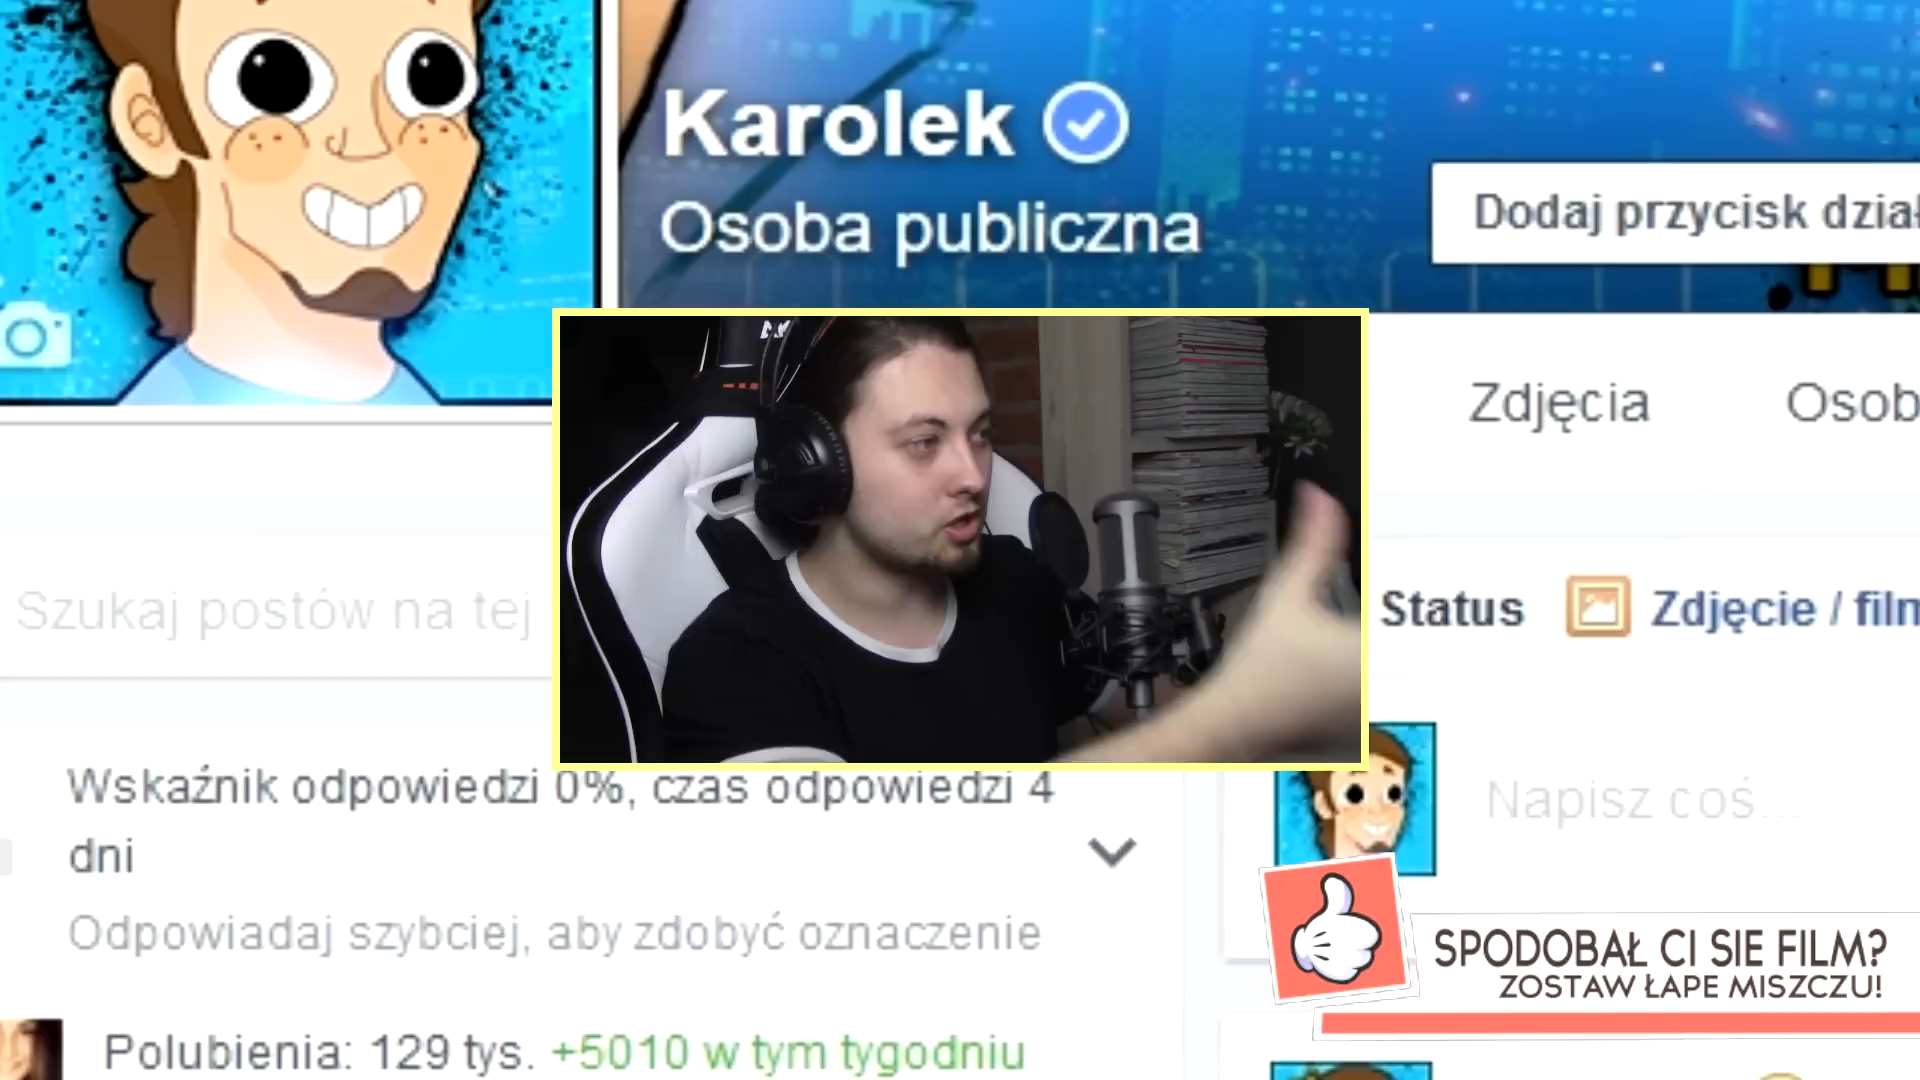 Karolek
Osoba publiczna
Dodaj przycisk dział
Zdjęcia
Osob
Szukaj postów na tej
Status
Zdjęcie / film
Wskaźnik odpowiedzi 0%, czas odpowiedzi 4
dni
Napisz coś...
Odpowiadaj szybciej, aby zdobyć oznaczenie
SPODOBAŁ CI SIE FILM?
ZOSTAW ŁAPE MISZCZU!
Polubienia: 129 tys. +5010 w tym tygodniu